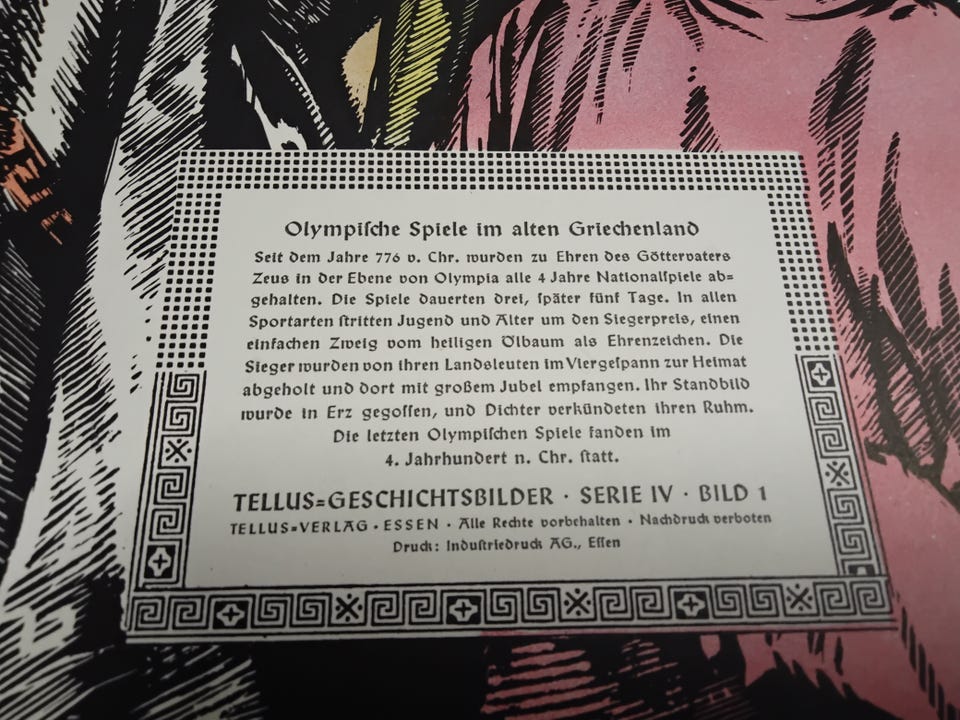 Olympiſche Spiele im alten Griechenland
Seit dem Jahre 776 v. Chr. wurden zu Ehren des Göttervaters
Zeus in der Ebene von Olympia alle 4 Jahre Nationalſpiele ab=
gehalten. Die Spiele dauerten drei, ſpäter fünf Tage. In allen
Sportarten ſtritten Jugend und Alter um den Siegerpreis, einen
einfachen Zweig vom heiligen Ölbaum als Ehrenzeichen. Die
Sieger wurden von ihren Landsleuten im Viergeſpann zur Heimat
abgeholt und dort mit großem Jubel empfangen. Ihr Standbild
wurde in Erz gegoſſen, und Dichter verkündeten ihren Ruhm.
Die letzten Olympiſchen Spiele fanden im
4. Jahrhundert n. Chr. ſtatt.
TELLUS=GESCHICHTSBILDER · SERIE IV · BILD 1
TELLUS=VERLAG · ESSEN · Alle Rechte vorbehalten · Nachdruck verboten
Druck: Induſtriedruck AG., Eſſen